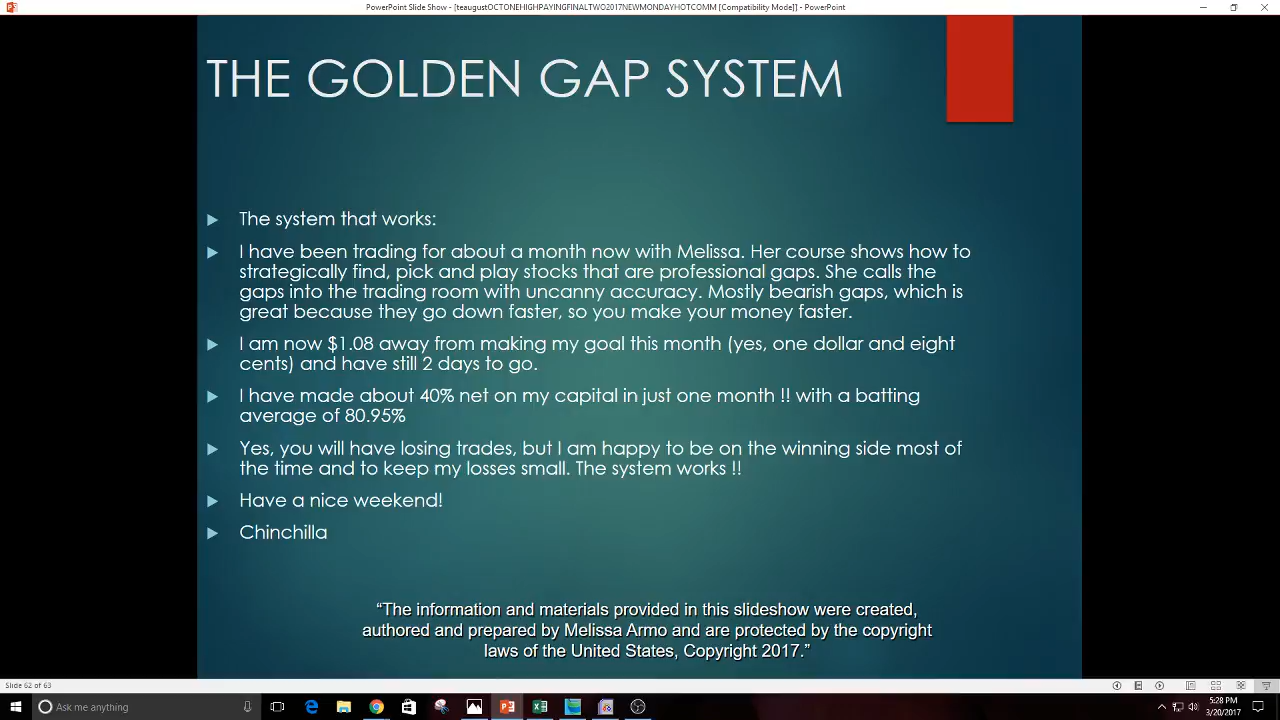 PowerPoint Slide Show - [teaugustOCTONEHIGHPAYINGFINALTWO2017NEWMONDAYHOTCOMM [Compatibility Mode]] - PowerPoint
THE GOLDEN GAP SYSTEM
The system that works:
I have been trading for about a month now with Melissa. Her course shows how to
strategically find, pick and play stocks that are professional gaps. She calls the
gaps into the trading room with uncanny accuracy. Mostly bearish gaps, which is
great because they go down faster, so you make your money faster.
I am now $1.08 away from making my goal this month (yes, one dollar and eight
cents) and have still 2 days to go.
I have made about 40% net on my capital in just one month !! with a batting
average of 80.95%
Yes, you will have losing trades, but I am happy to be on the winning side most of
the time and to keep my losses small. The system works !!
Have a nice weekend!
Chinchilla
“The information and materials provided in this slideshow were created,
authored and prepared by Melissa Armo and are protected by the copyright
laws of the United States, Copyright 2017.”
Slide 62 of 63
Ask me anything
5:28 PM
3/20/2017